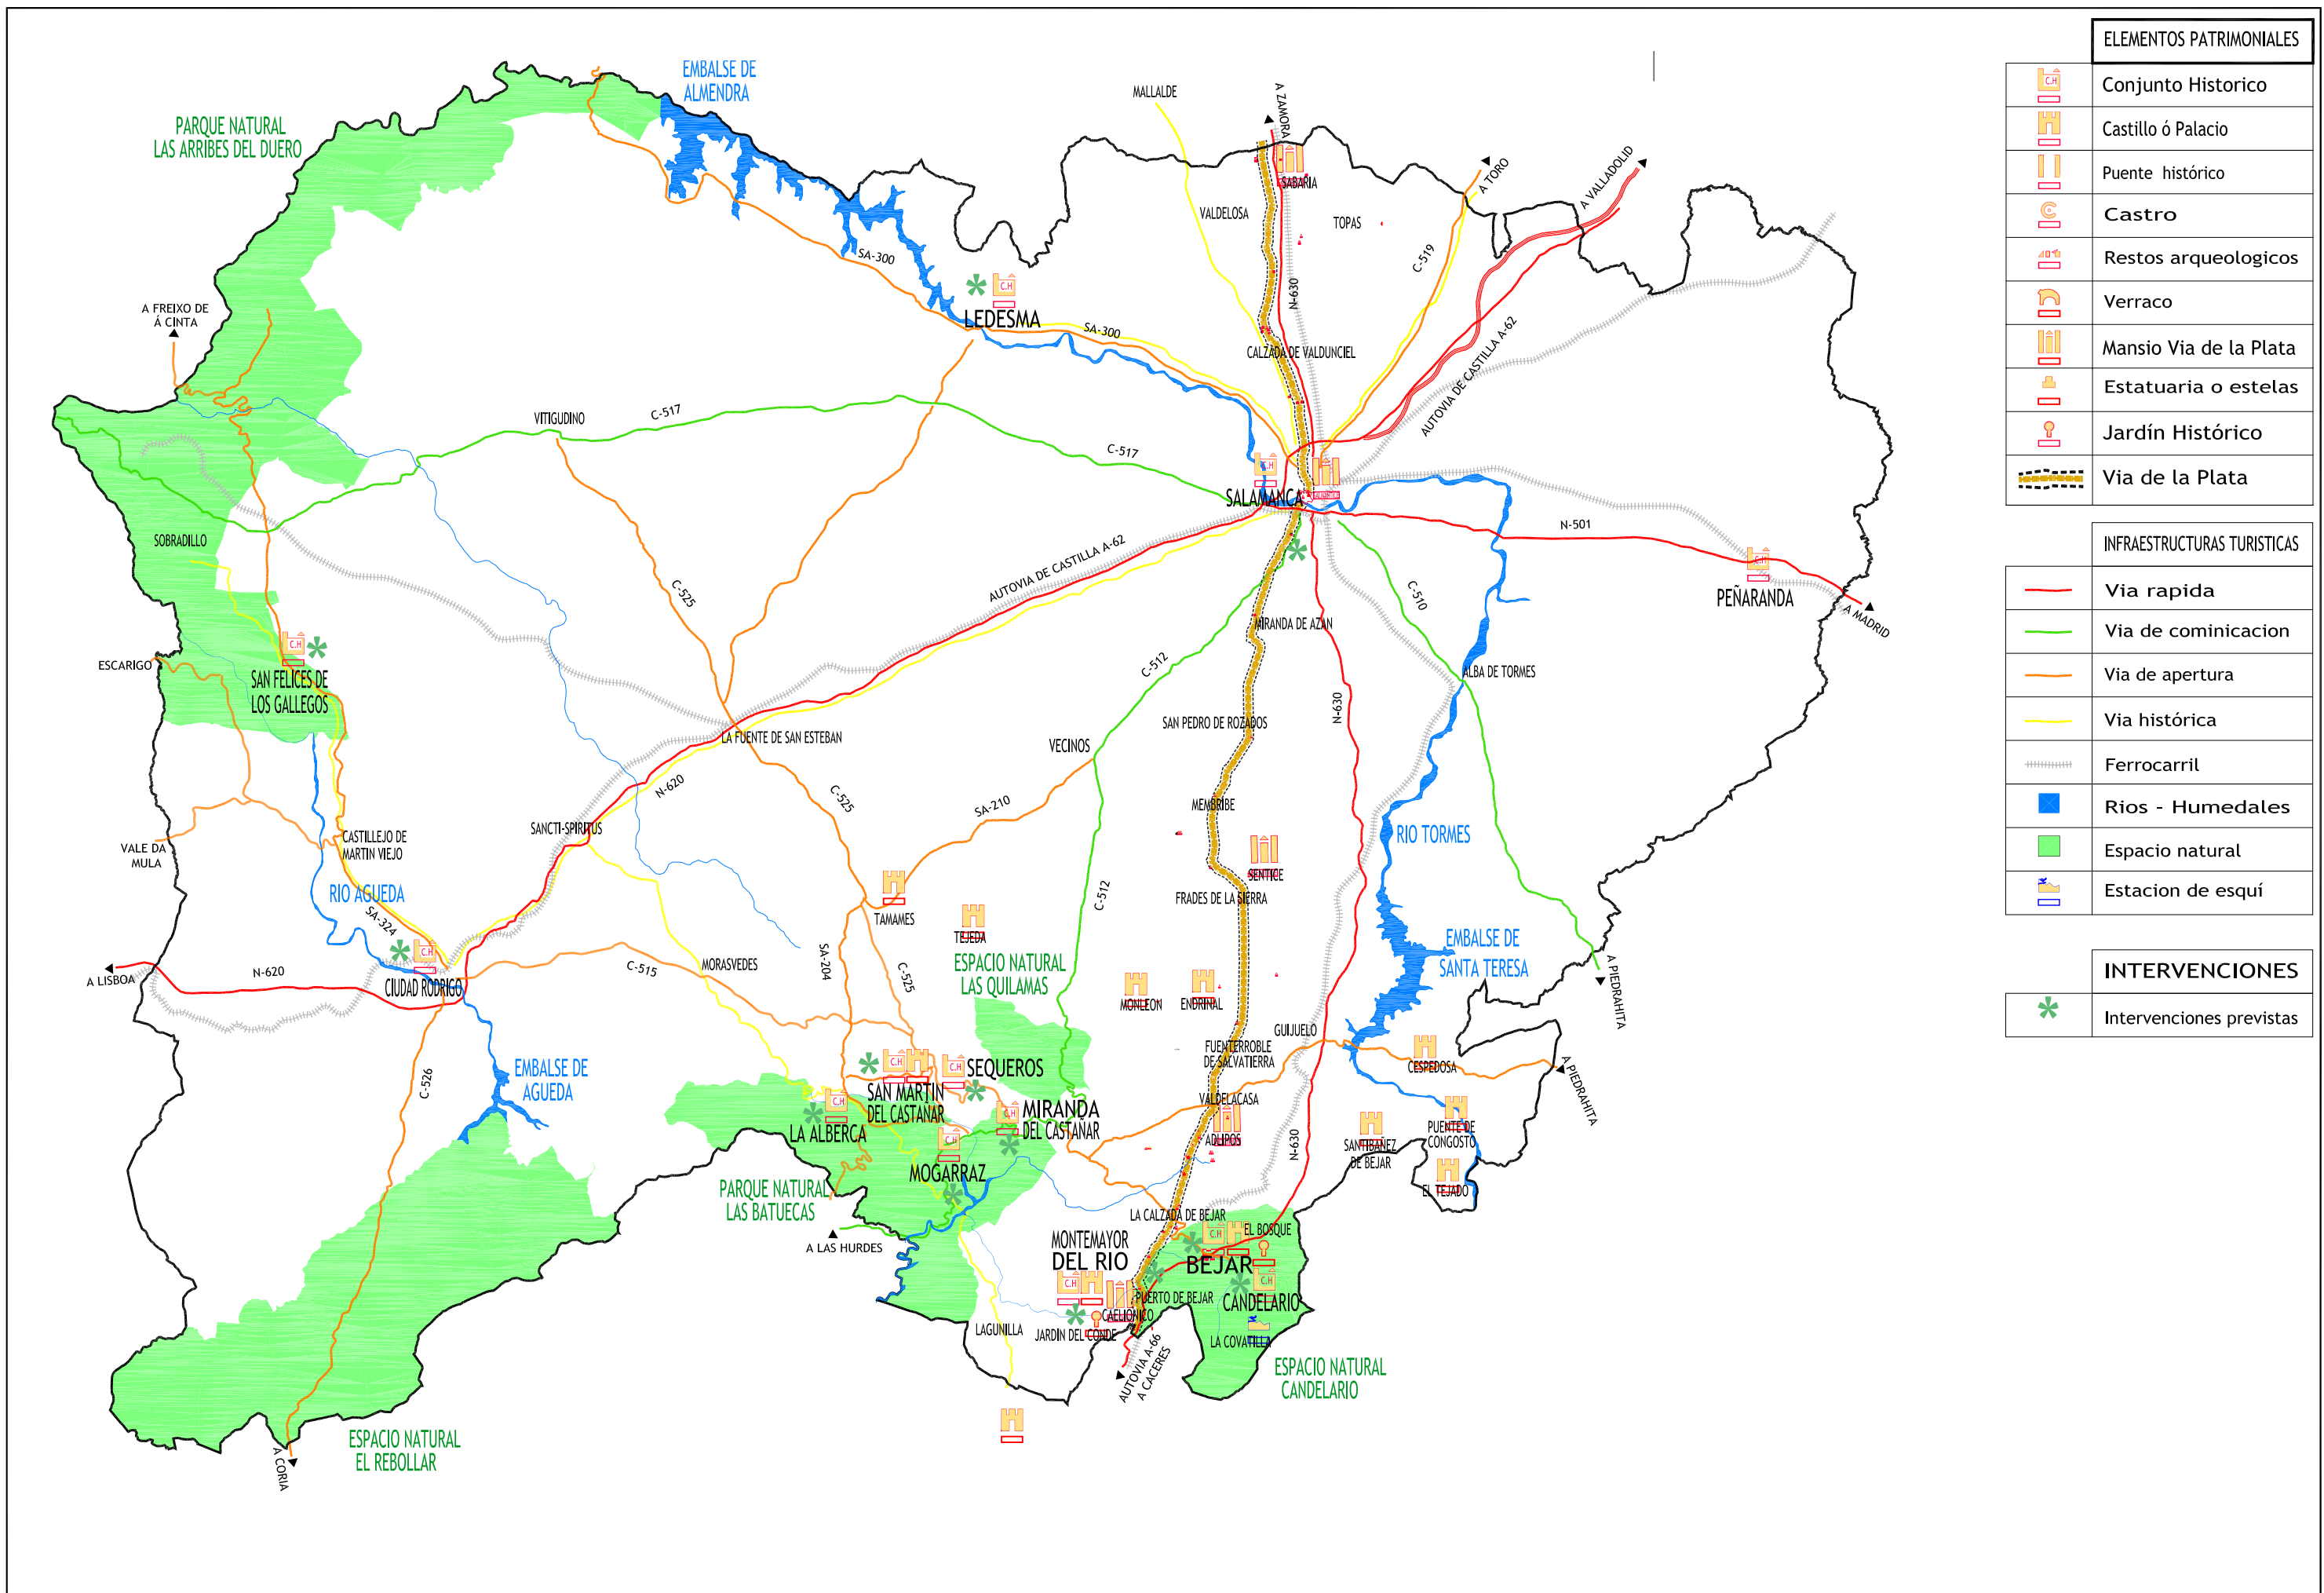 EMBALSE DE
ALMENDRA
PARQUE NATURAL
LAS ARRIBES DEL DUERO
MALLALDE
A ZAMORA
SABARIA
VALDELOSA
TOPAS
A TORO
A VALLADOLID
C-519
SA-300
N-630
A FREIXO DE
Á CINTA
C.H
LEDESMA
SA-300
CALZADA DE VALDUNCIEL
AUTOVIA DE CASTILLA A-62
VITIGUDINO
C-517
C-517
C.H
SALAMANCA
N-501
SOBRADILLO
C.H
PEÑARANDA
A MADRID
AUTOVIA DE CASTILLA A-62
C-525
C-510
MIRANDA DE AZAN
C.H
SAN FELICES DE
LOS GALLEGOS
ESCARIGO
C-512
ALBA DE TORMES
N-630
SAN PEDRO DE ROZADOS
LA FUENTE DE SAN ESTEBAN
VECINOS
N-620
C-525
SA-210
MEMBRIBE
SANCTI-SPIRITUS
CASTILLEJO DE
MARTIN VIEJO
VALE DA
MULA
RIO TORMES
SENTICE
RIO AGUEDA
SA-324
TAMAMES
C-512
FRADES DE LA SIERRA
TEJEDA
C.H
CIUDAD RODRIGO
N-620
A LISBOA
C-515
MORASVEDES
SA-204
C-525
ESPACIO NATURAL
LAS QUILAMAS
EMBALSE DE
SANTA TERESA
A PIEDRAHITA
MONLEON
ENDRINAL
GUIJUELO
FUENTERROBLE
DE SALVATIERRA
CESPEDOSA
A PIEDRAHITA
C-526
EMBALSE DE
AGUEDA
C.H
SAN MARTIN
DEL CASTAÑAR
C.H
SEQUEROS
C.H
LA ALBERCA
C.H
MIRANDA
DEL CASTAÑAR
VALDELACASA
AD LIPOS
C.H
MOGARRAZ
SANTIBAÑEZ
DE BEJAR
PUENTE DE
CONGOSTO
EL TEJADO
N-630
PARQUE NATURAL
LAS BATUECAS
A LAS HURDES
LA CALZADA DE BEJAR
C.H
EL BOSQUE
BEJAR
MONTEMAYOR
DEL RIO
C.H
C.H
CANDELARIO
PUERTO DE BEJAR
CAELIONICO
JARDIN DEL CONDE
LAGUNILLA
LA COVATILLA
AUTOVIA A-66
A CACERES
ESPACIO NATURAL
CANDELARIO
ESPACIO NATURAL
EL REBOLLAR
A CORIA
ELEMENTOS PATRIMONIALES
C.H
Conjunto Historico
Castillo ó Palacio
Puente histórico
Castro
Restos arqueologicos
Verraco
Mansio Via de la Plata
Estatuaria o estelas
Jardín Histórico
Via de la Plata
INFRAESTRUCTURAS TURISTICAS
Via rapida
Via de cominicacion
Via de apertura
Via histórica
Ferrocarril
Rios - Humedales
Espacio natural
Estacion de esquí
INTERVENCIONES
Intervenciones previstas